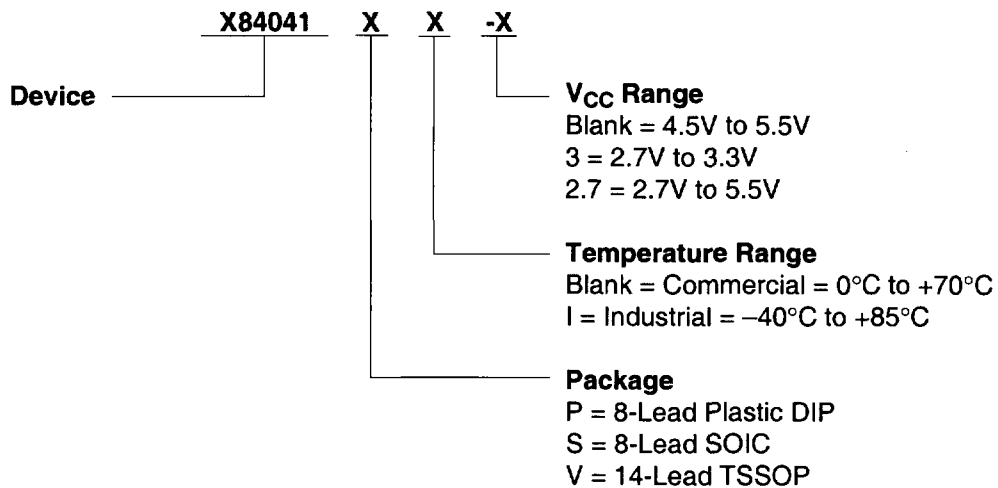 X84041 X X -X
Device
VCC Range
Blank = 4.5V to 5.5V
3 = 2.7V to 3.3V
2.7 = 2.7V to 5.5V
Temperature Range
Blank = Commercial = 0°C to +70°C
I = Industrial = –40°C to +85°C
Package
P = 8-Lead Plastic DIP
S = 8-Lead SOIC
V = 14-Lead TSSOP